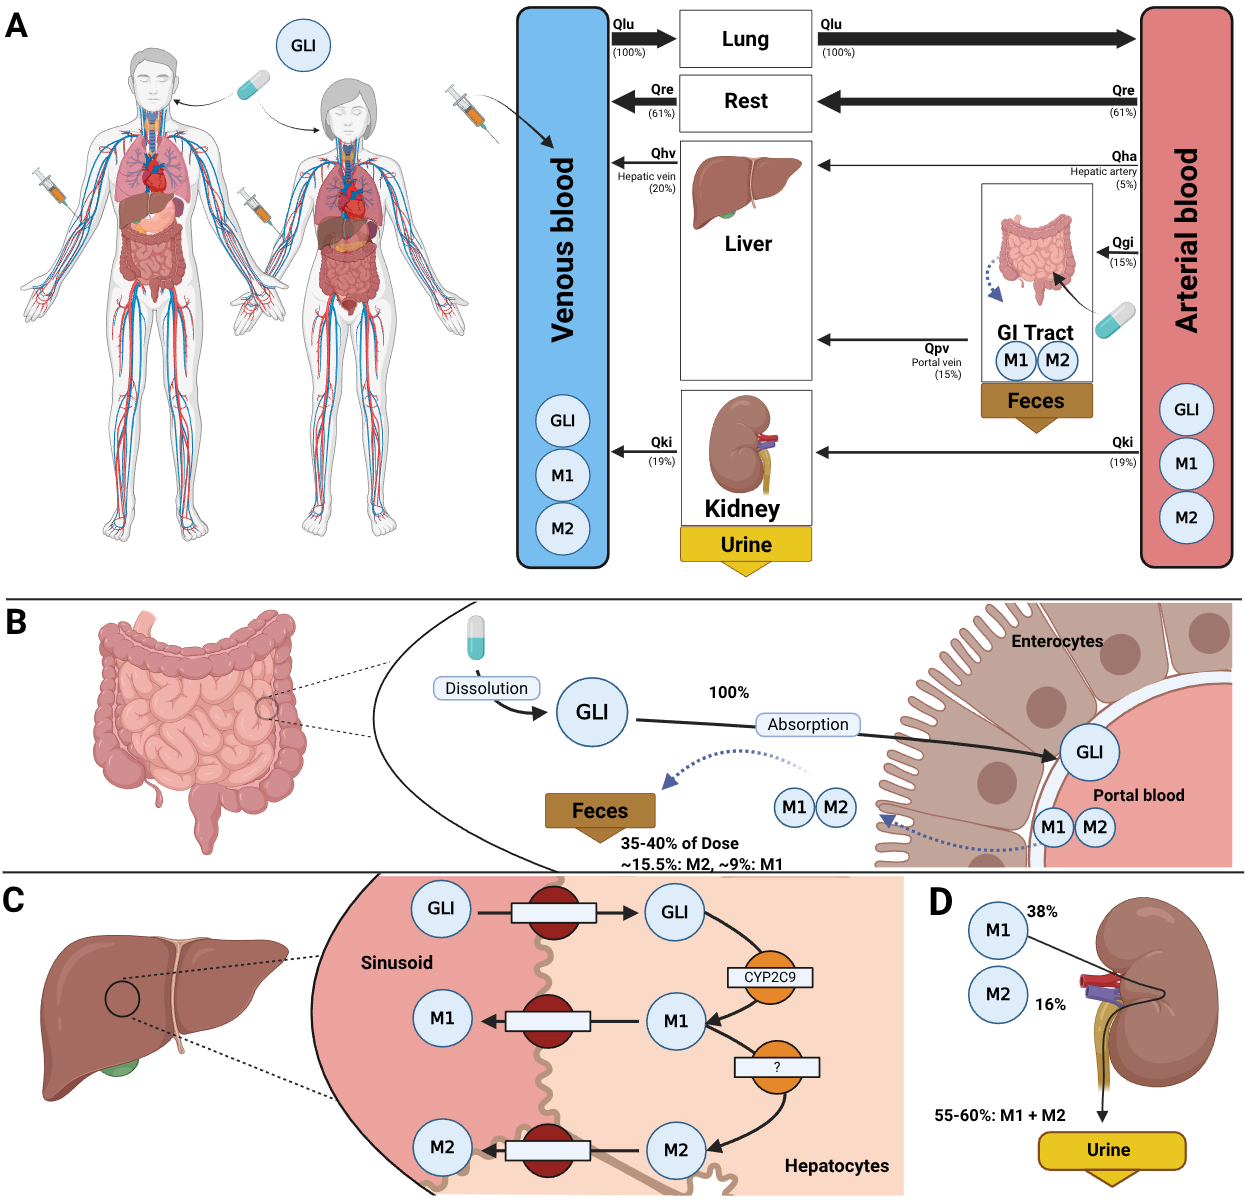 A
GLI
Venous blood
GLI
M1
M2
Qlu
(100%)
Lung
Qlu
(100%)
Qre
(61%)
Rest
Qre
(61%)
Qhv
Hepatic vein
(20%)
Liver
Qha
Hepatic artery
(5%)
Qgi
(15%)
GI Tract
M1
M2
Feces
Qpv
Portal vein
(15%)
Qki
(19%)
Kidney
Urine
Qki
(19%)
Arterial blood
GLI
M1
M2
B
Dissolution
GLI
100%
Absorption
Enterocytes
GLI
Portal blood
M1
M2
M1
M2
Feces
35-40% of Dose
~15.5%: M2, ~9%: M1
C
Sinusoid
GLI
GLI
CYP2C9
M1
M1
?
M2
M2
Hepatocytes
D
M1
38%
M2
16%
55-60%: M1 + M2
Urine